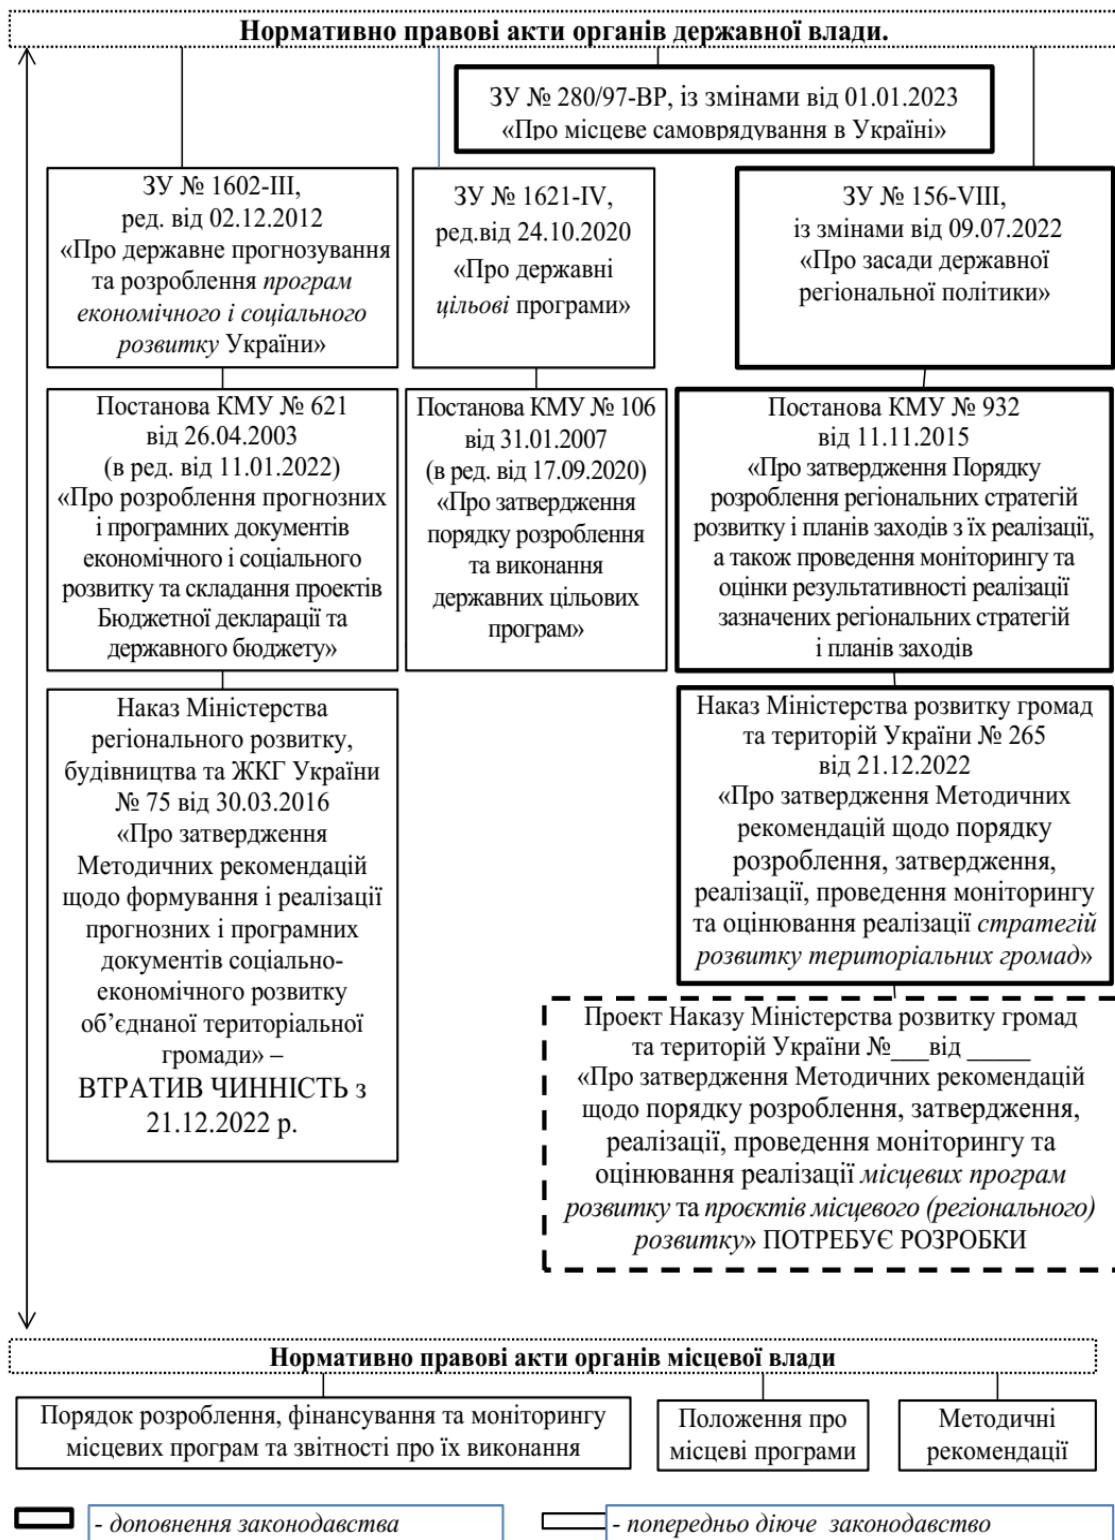 Нормативно правові акти органів державної влади.
ЗУ № 280/97-ВР, із змінами від 01.01.2023
«Про місцеве самоврядування в Україні»
ЗУ № 1602-III,
ред. від 02.12.2012
«Про державне прогнозування
та розроблення програм
економічного і соціального
розвитку України»
ЗУ № 1621-IV,
ред.від 24.10.2020
«Про державні
цільові програми»
ЗУ № 156-VIII,
із змінами від 09.07.2022
«Про засади державної
регіональної політики»
Постанова КМУ № 621
від 26.04.2003
(в ред. від 11.01.2022)
«Про розроблення прогнозних
і програмних документів
економічного і соціального
розвитку та складання проектів
Бюджетної декларації та
державного бюджету»
Постанова КМУ № 106
від 31.01.2007
(в ред. від 17.09.2020)
«Про затвердження
порядку розроблення
та виконання
державних цільових
програм»
Постанова КМУ № 932
від 11.11.2015
«Про затвердження Порядку
розроблення регіональних стратегій
розвитку і планів заходів з їх реалізації,
а також проведення моніторингу та
оцінки результативності реалізації
зазначених регіональних стратегій
і планів заходів
Наказ Міністерства
регіонального розвитку,
будівництва та ЖКГ України
№ 75 від 30.03.2016
«Про затвердження
Методичних рекомендацій
щодо формування і реалізації
прогнозних і програмних
документів соціально-
економічного розвитку
об’єднаної територіальної
громади» –
ВТРАТИВ ЧИННІСТЬ з
21.12.2022 р.
Наказ Міністерства розвитку громад
та територій України № 265
від 21.12.2022
«Про затвердження Методичних
рекомендацій щодо порядку
розроблення, затвердження,
реалізації, проведення моніторингу
та оцінювання реалізації стратегій
розвитку територіальних громад»
Проект Наказу Міністерства розвитку громад
та територій України №___від _____
«Про затвердження Методичних рекомендацій
щодо порядку розроблення, затвердження,
реалізації, проведення моніторингу та
оцінювання реалізації місцевих програм
розвитку та проєктів місцевого (регіонального)
розвитку» ПОТРЕБУЄ РОЗРОБКИ
Нормативно правові акти органів місцевої влади
Порядок розроблення, фінансування та моніторингу
місцевих програм та звітності про їх виконання
Положення про
місцеві програми
Методичні
рекомендації
- доповнення законодавства
- попередньо діюче законодавство